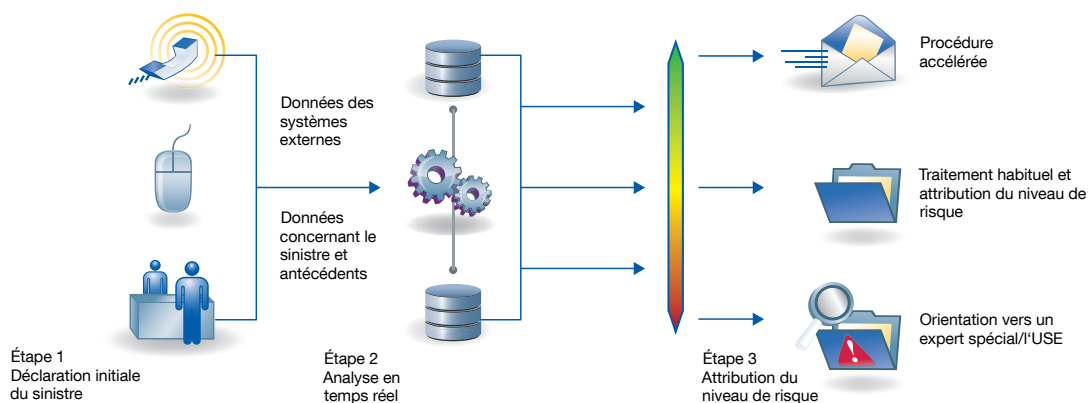 Données des
systèmes
externes
Données
concernant le
sinistre et
antécédents
Procédure
accélérée
Traitement habituel et
attribution du niveau de
risque
Orientation vers un
expert spécial/l‘USE
Étape 1
Déclaration initiale
du sinistre
Étape 2
Analyse en
temps réel
Étape 3
Attribution du
niveau de risque